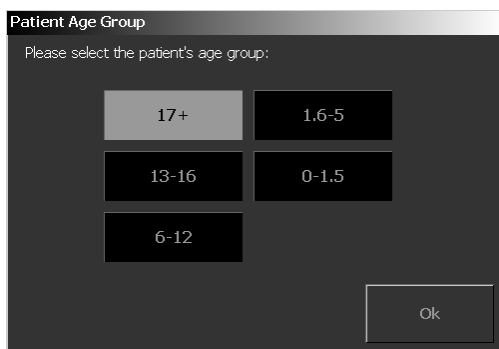 Patient Age Group
Please select the patient's age group:
17+ 1.6-5
13-16 0-1.5
6-12
Ok